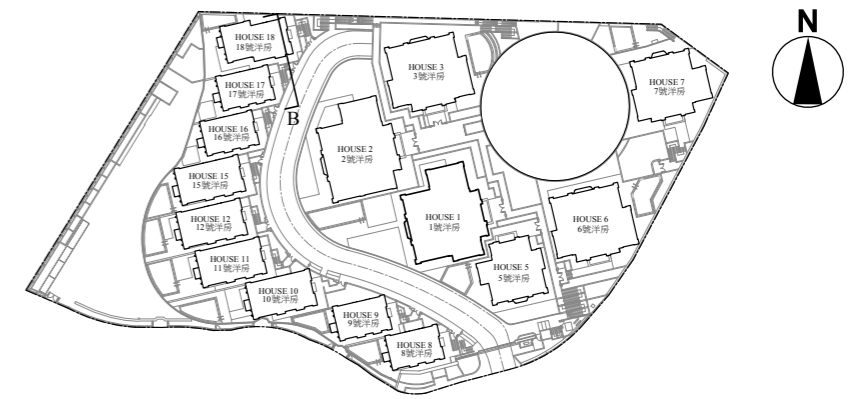 N
HOUSE 18
18號洋房
HOUSE 3
3號洋房
HOUSE 7
7號洋房
HOUSE 17
17號洋房
B
HOUSE 16
16號洋房
HOUSE 2
2號洋房
HOUSE 15
15號洋房
HOUSE 12
12號洋房
HOUSE 1
1號洋房
HOUSE 6
6號洋房
HOUSE 11
11號洋房
HOUSE 5
5號洋房
HOUSE 10
10號洋房
HOUSE 9
9號洋房
HOUSE 8
8號洋房